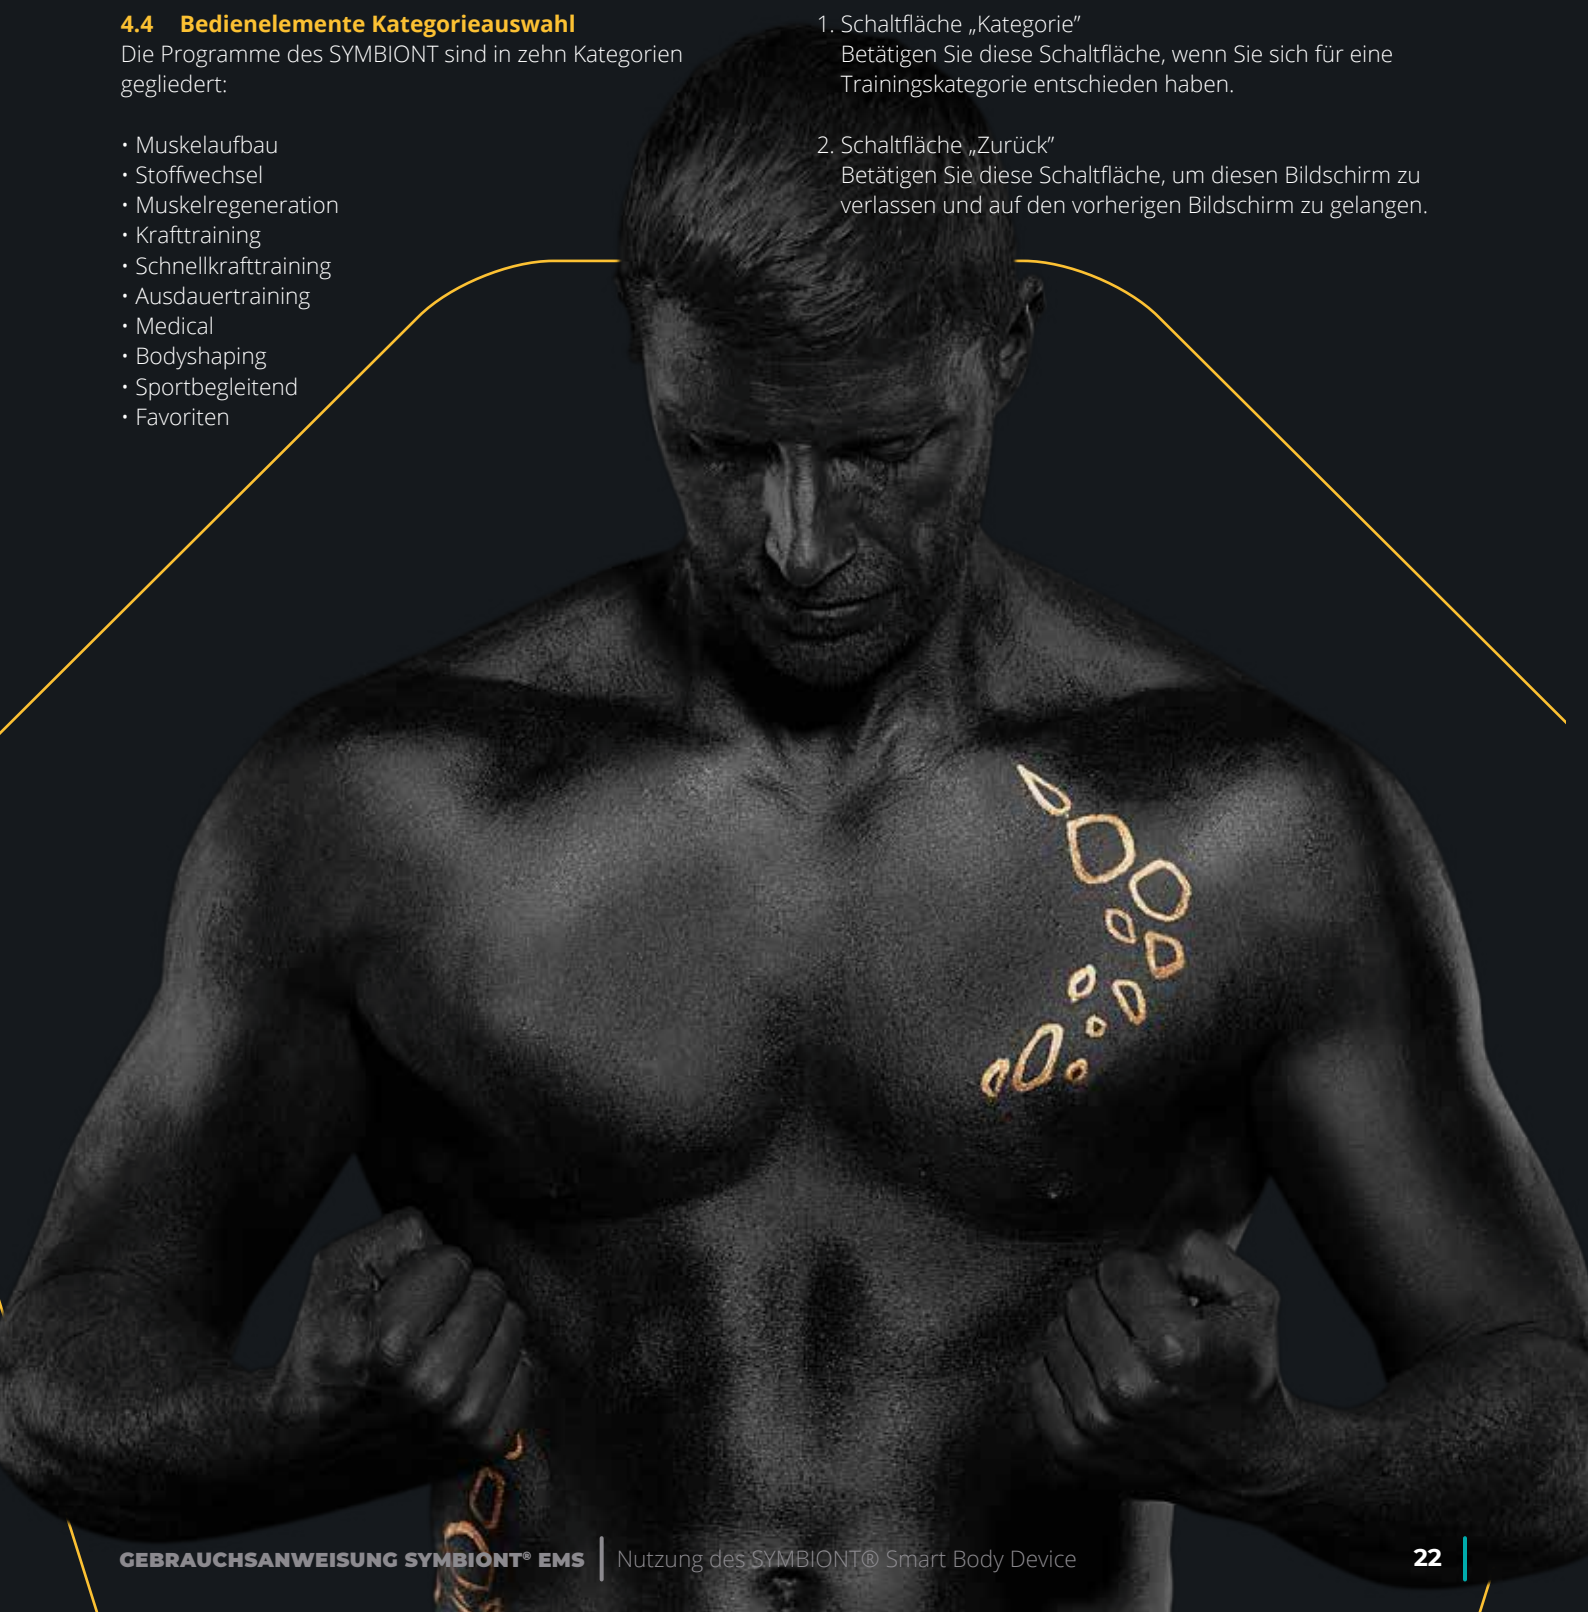 4.4 Bedienelemente Kategorieauswahl
Die Programme des SYMBIONT sind in zehn Kategorien
gegliedert:
• Muskelaufbau
• Stoffwechsel
• Muskelregeneration
• Krafttraining
• Schnellkrafttraining
• Ausdauertraining
• Medical
• Bodyshaping
• Sportbegleitend
• Favoriten
1. Schaltfläche „Kategorie”
Betätigen Sie diese Schaltfläche, wenn Sie sich für eine
Trainingskategorie entschieden haben.
2. Schaltfläche „Zurück”
Betätigen Sie diese Schaltfläche, um diesen Bildschirm zu
verlassen und auf den vorherigen Bildschirm zu gelangen.
GEBRAUCHSANWEISUNG SYMBIONT® EMS | Nutzung des SYMBIONT® Smart Body Device
22